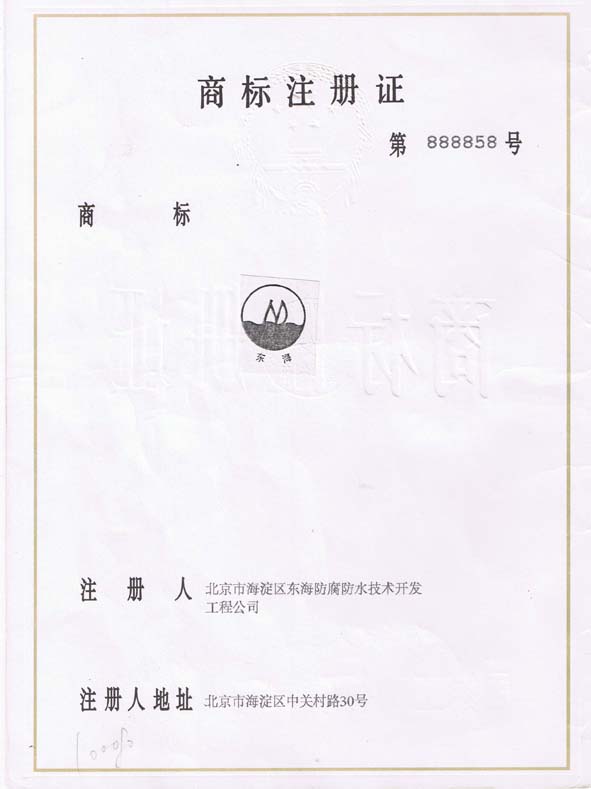 商标注册证
第 888858 号
商标
东海
注册人 北京市海淀区东海防腐防水技术开发
工程公司
注册人地址 北京市海淀区中关村路30号